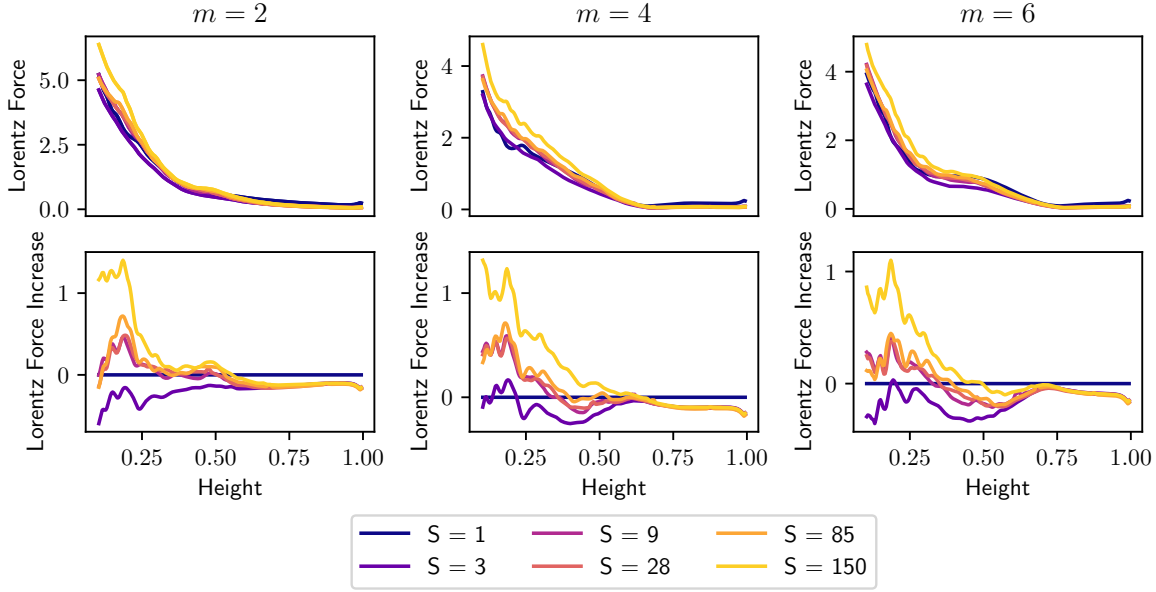 m = 2
m = 4
m = 6
Lorentz Force
5.0
2.5
0.0
Lorentz Force
4
2
0
Lorentz Force
4
2
0
Lorentz Force Increase
1
0
Lorentz Force Increase
1
0
Lorentz Force Increase
1
0
0.25 0.50 0.75 1.00
0.25 0.50 0.75 1.00
0.25 0.50 0.75 1.00
Height
Height
Height
S = 1
S = 9
S = 85
S = 3
S = 28
S = 150